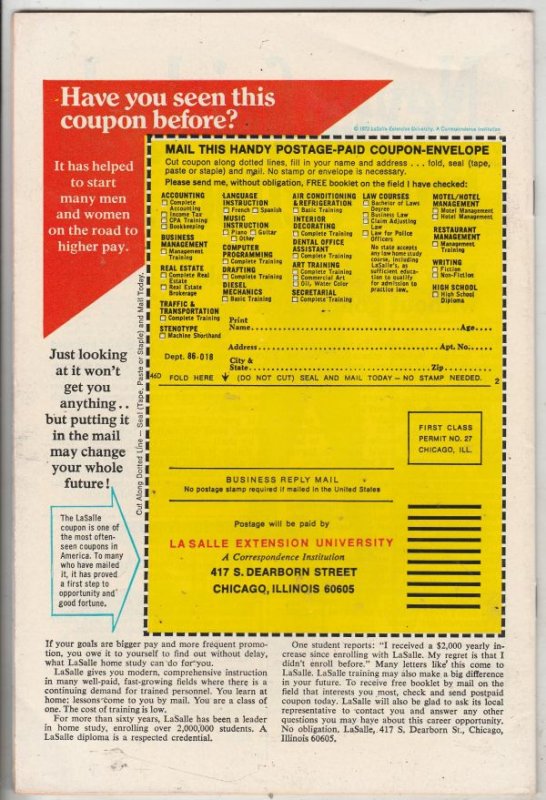 Have you seen this
coupon before?
© 1972 LaSalle Extension University, A Correspondence Institution
It has helped
to start
many men
and women
on the road to
higher pay.
Just looking
at it won't
get you
anything..
but putting it
in the mail
may change
your whole
future!
The LaSalle
coupon is one
of the most often-
seen coupons in
America. To many
who have mailed
it, it has proved
a first step to
opportunity and
good fortune.
Cut Along Dotted Line — Seal (Tape, Paste or Staple) and Mail Today,
MAIL THIS HANDY POSTAGE-PAID COUPON-ENVELOPE
Cut coupon along dotted lines, fill in your name and address . . . fold, seal (tape,
paste or staple) and mail. No stamp or envelope is necessary.
Please send me, without obligation, FREE booklet on the field I have checked:
ACCOUNTING
Complete
Accounting
Income Tax
CPA Training
Bookkeeping
BUSINESS
MANAGEMENT
Management
Training
REAL ESTATE
Complete Real
Estate
Real Estate
Brokerage
TRAFFIC &
TRANSPORTATION
Complete Training
STENOTYPE
Machine Shorthand
LANGUAGE
INSTRUCTION
French Spanish
MUSIC
INSTRUCTION
Piano Guitar
Other
COMPUTER
PROGRAMMING
Complete Training
DRAFTING
Complete Training
DIESEL
MECHANICS
Basic Training
AIR CONDITIONING
& REFRIGERATION
Basic Training
INTERIOR
DECORATING
Complete Training
DENTAL OFFICE
ASSISTANT
Complete Training
ART TRAINING
Complete Training
Commercial Art
Oil, Water Color
SECRETARIAL
Complete Training
LAW COURSES
Bachelor of Laws
Degree
Business Law
Claim Adjusting
Law
Law for Police
Officers
No state accepts
any law home study
course, including
LaSalle's, as
sufficient educa-
tion to qualify
for admission to
practice law.
MOTEL/HOTEL
MANAGEMENT
Motel Management
Hotel Management
RESTAURANT
MANAGEMENT
Management
Training
WRITING
Fiction
Non-Fiction
HIGH SCHOOL
High School
Diploma
Print
Name Age
Address Apt. No.
Dept. 86-018
City &
State Zip
46D FOLD HERE (DO NOT CUT) SEAL AND MAIL TODAY — NO STAMP NEEDED. 2
FIRST CLASS
PERMIT NO. 27
CHICAGO, ILL.
BUSINESS REPLY MAIL
No postage stamp required if mailed in the United States
Postage will be paid by
LA SALLE EXTENSION UNIVERSITY
A Correspondence Institution
417 S. DEARBORN STREET
CHICAGO, ILLINOIS 60605
If your goals are bigger pay and more frequent promo-
tion, you owe it to yourself to find out without delay,
what LaSalle home study can do for you.
LaSalle gives you modern, comprehensive instruction
in many well-paid, fast-growing fields where there is a
continuing demand for trained personnel. You learn at
home; lessons come to you by mail. You are a class of
one. The cost of training is low.
For more than sixty years, LaSalle has been a leader
in home study, enrolling over 2,000,000 students. A
LaSalle diploma is a respected credential.
One student reports: "I received a $2,000 yearly in-
crease since enrolling with LaSalle. My regret is that I
didn't enroll before." Many letters like this come to
LaSalle. LaSalle training may also make a big difference
in your future. To receive free booklet by mail on the
field that interests you most, check and send postpaid
coupon today. LaSalle will also be glad to ask its local
representative to contact you and answer any other
questions you may have about this career opportunity.
No obligation. LaSalle, 417 S. Dearborn St., Chicago,
Illinois 60605.